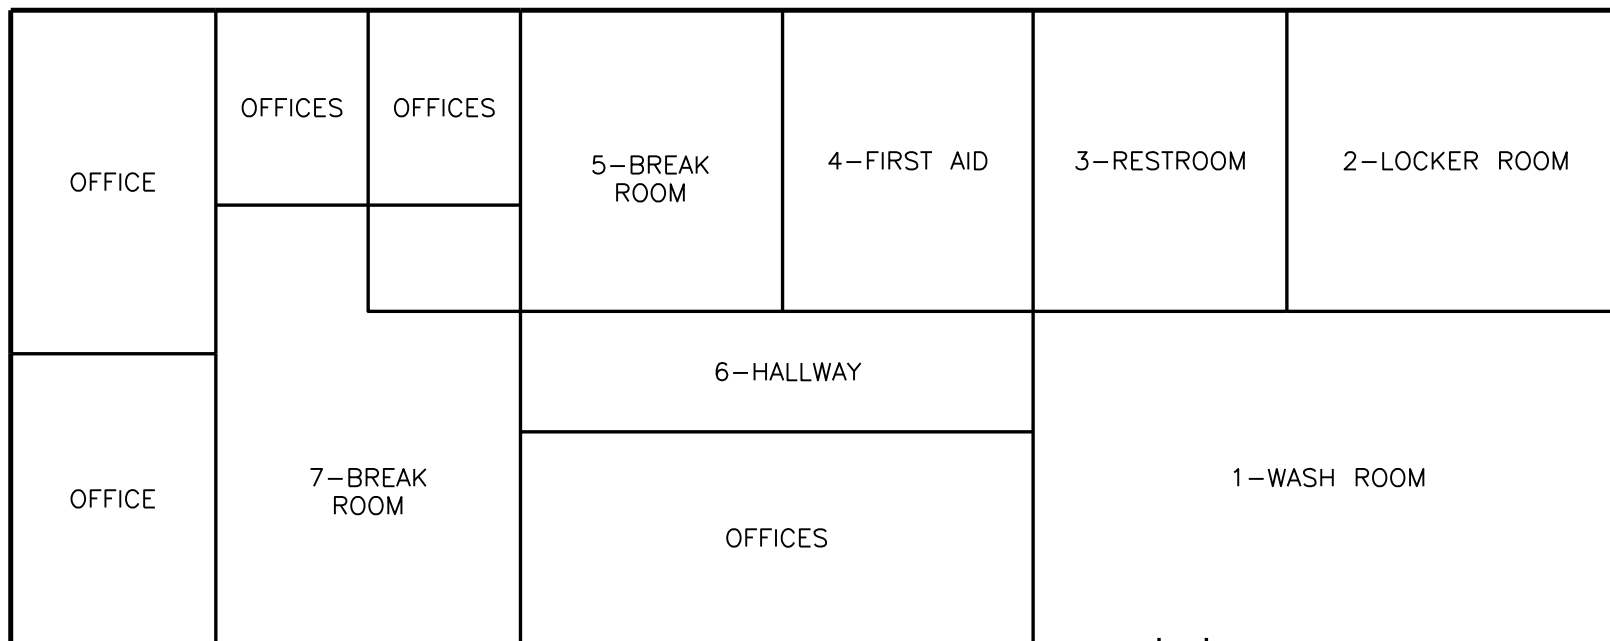 OFFICES
OFFICES
OFFICE
5-BREAK
ROOM
4-FIRST AID
3-RESTROOM
2-LOCKER ROOM
6-HALLWAY
OFFICE
7-BREAK
ROOM
1-WASH ROOM
OFFICES